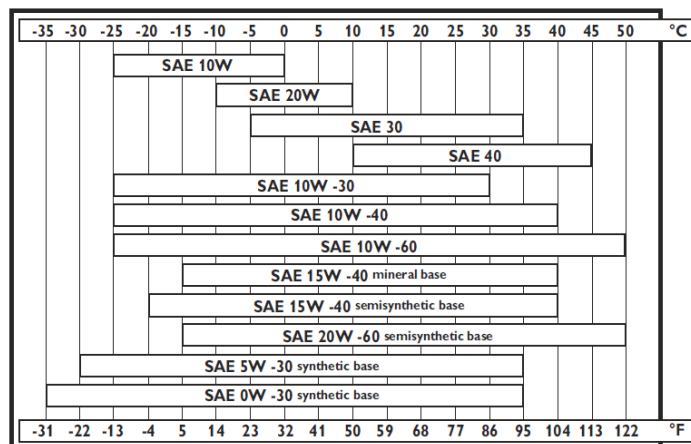 -35 -30 -25 -20 -15 -10 -5 0 5 10 15 20 25 30 35 40 45 50 °C
SAE 10W
SAE 20W
SAE 30
SAE 40
SAE 10W -30
SAE 10W -40
SAE 10W -60
SAE 15W -40 mineral base
SAE 15W -40 semisynthetic base
SAE 20W -60 semisynthetic base
SAE 5W -30 synthetic base
SAE 0W -30 synthetic base
-31 -22 -13 -4 5 14 23 32 41 50 59 68 77 86 95 104 113 122 °F